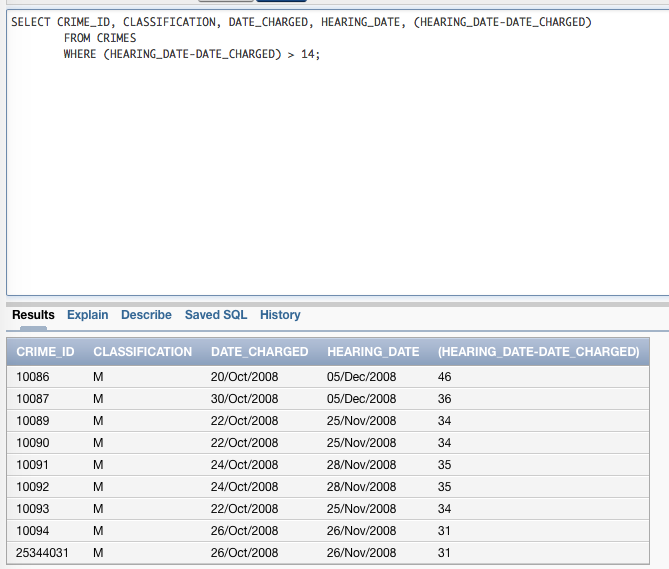 SELECT CRIME_ID, CLASSIFICATION, DATE_CHARGED, HEARING_DATE, (HEARING_DATE-DATE_CHARGED)
FROM CRIMES
WHERE (HEARING_DATE-DATE_CHARGED) > 14;
Results Explain Describe Saved SQL History
CRIME_ID CLASSIFICATION DATE_CHARGED HEARING_DATE (HEARING_DATE-DATE_CHARGED)
10086 M 20/Oct/2008 05/Dec/2008 46
10087 M 30/Oct/2008 05/Dec/2008 36
10089 M 22/Oct/2008 25/Nov/2008 34
10090 M 22/Oct/2008 25/Nov/2008 34
10091 M 24/Oct/2008 28/Nov/2008 35
10092 M 24/Oct/2008 28/Nov/2008 35
10093 M 22/Oct/2008 25/Nov/2008 34
10094 M 26/Oct/2008 26/Nov/2008 31
25344031 M 26/Oct/2008 26/Nov/2008 31